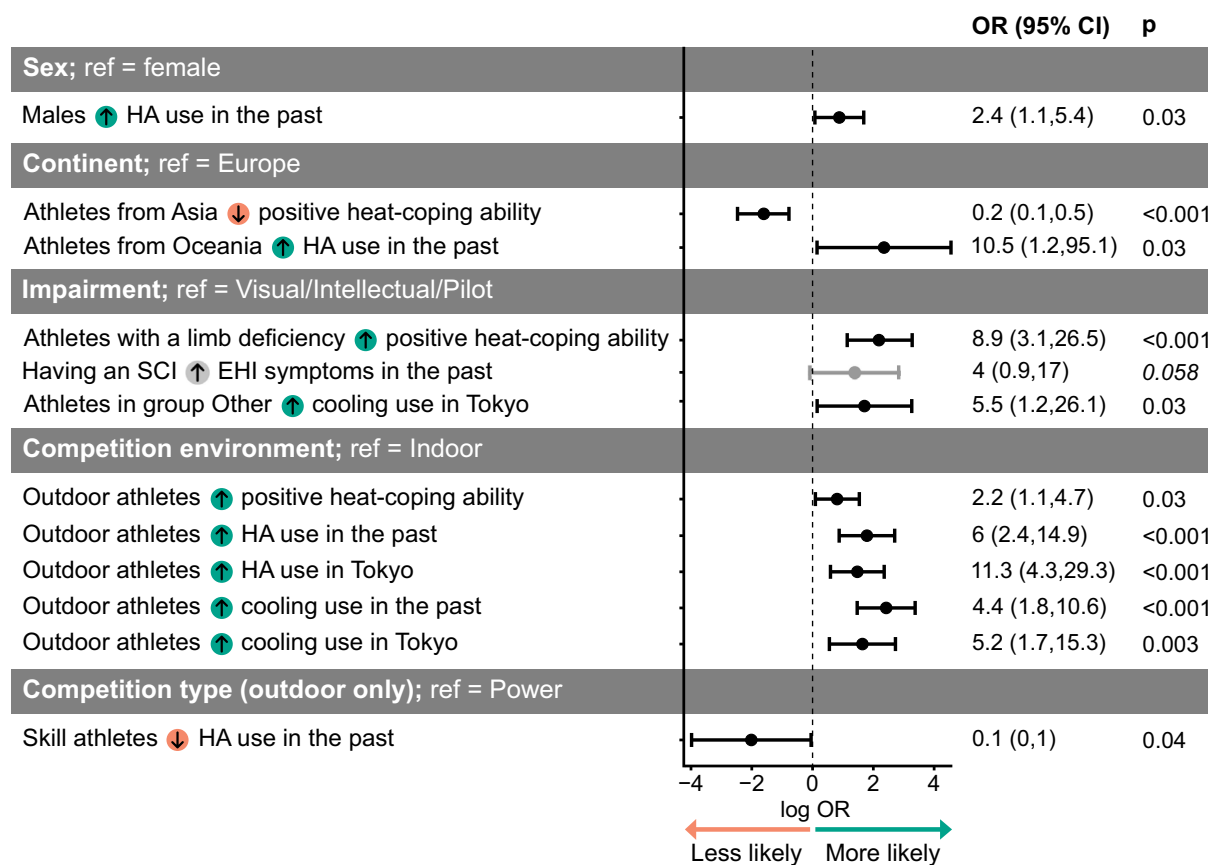 OR (95% CI) p
Sex; ref = female
Males ↑ HA use in the past 2.4 (1.1,5.4) 0.03
Continent; ref = Europe
Athletes from Asia ↓ positive heat-coping ability 0.2 (0.1,0.5) <0.001
Athletes from Oceania ↑ HA use in the past 10.5 (1.2,95.1) 0.03
Impairment; ref = Visual/Intellectual/Pilot
Athletes with a limb deficiency ↑ positive heat-coping ability 8.9 (3.1,26.5) <0.001
Having an SCI ↑ EHI symptoms in the past 4 (0.9,17) 0.058
Athletes in group Other ↑ cooling use in Tokyo 5.5 (1.2,26.1) 0.03
Competition environment; ref = Indoor
Outdoor athletes ↑ positive heat-coping ability 2.2 (1.1,4.7) 0.03
Outdoor athletes ↑ HA use in the past 6 (2.4,14.9) <0.001
Outdoor athletes ↑ HA use in Tokyo 11.3 (4.3,29.3) <0.001
Outdoor athletes ↑ cooling use in the past 4.4 (1.8,10.6) <0.001
Outdoor athletes ↑ cooling use in Tokyo 5.2 (1.7,15.3) 0.003
Competition type (outdoor only); ref = Power
Skill athletes ↓ HA use in the past 0.1 (0,1) 0.04
−4 −2 0 2 4
log OR
Less likely More likely